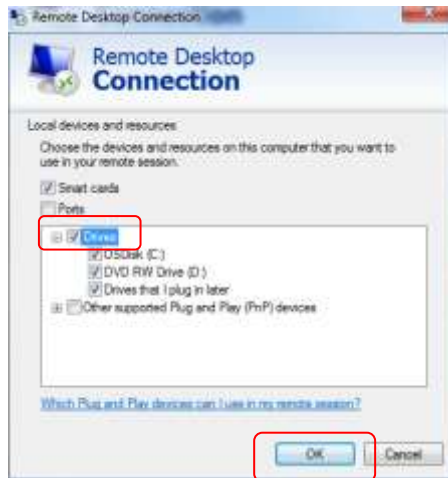 Remote Desktop Connection
Remote Desktop
Connection
Local devices and resources
Choose the devices and resources on this computer that you want to
use in your remote session.
Smart cards
Ports
Drives
OSDisk (C:)
DVD RW Drive (D:)
Drives that I plug in later
Other supported Plug and Play (PnP) devices
Which Plug and Play devices can I use in my remote session?
OK
Cancel